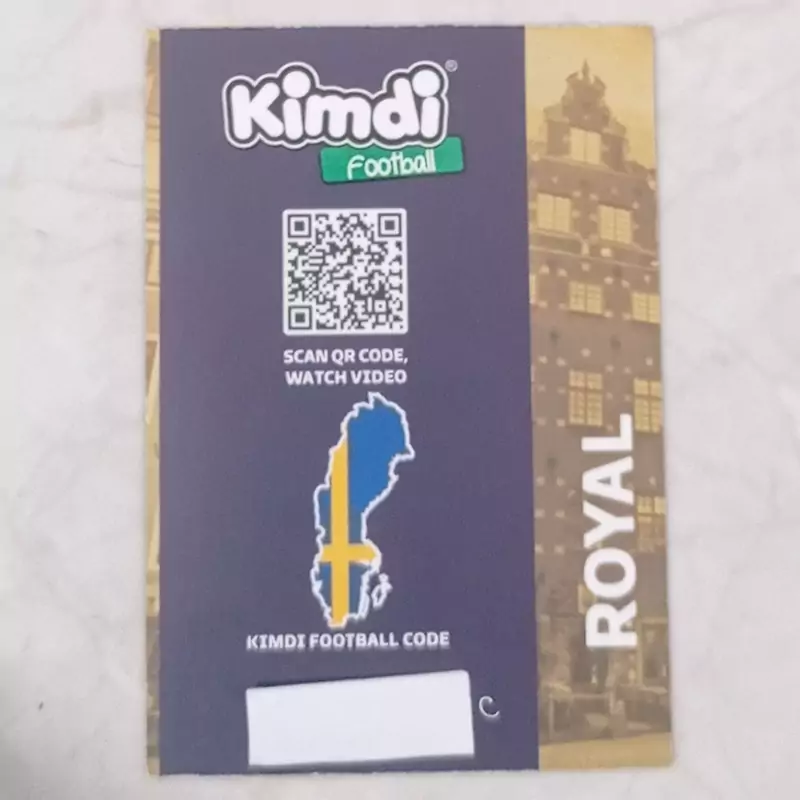 Kimdi®
Football
SCAN QR CODE,
WATCH VIDEO
KIMDI FOOTBALL CODE
C
ROYAL